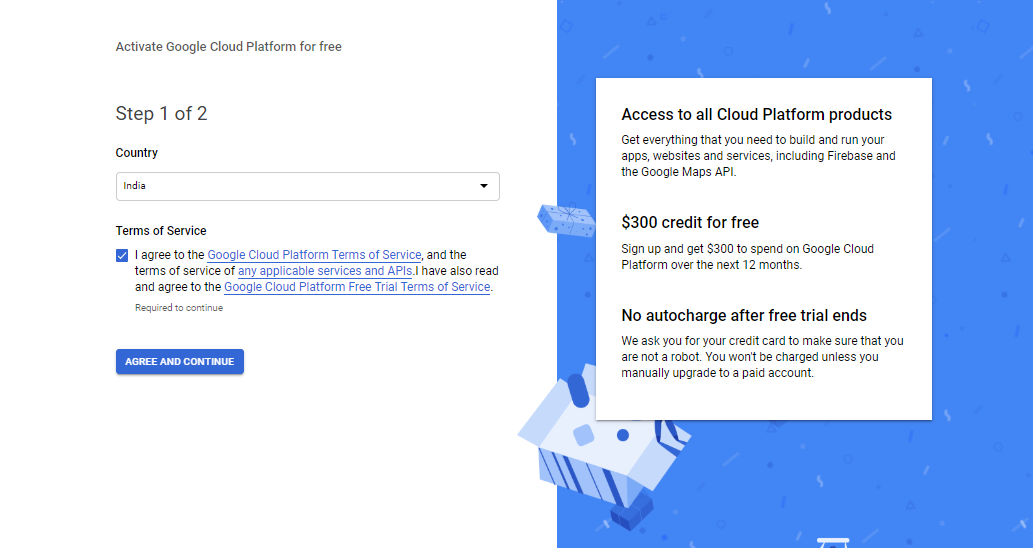 Activate Google Cloud Platform for free
Step 1 of 2
Country
India
Terms of Service
I agree to the Google Cloud Platform Terms of Service, and the
terms of service of any applicable services and APIs.I have also read
and agree to the Google Cloud Platform Free Trial Terms of Service.
Required to continue
AGREE AND CONTINUE
Access to all Cloud Platform products
Get everything that you need to build and run your
apps, websites and services, including Firebase and
the Google Maps API.
$300 credit for free
Sign up and get $300 to spend on Google Cloud
Platform over the next 12 months.
No autocharge after free trial ends
We ask you for your credit card to make sure that you
are not a robot. You won't be charged unless you
manually upgrade to a paid account.